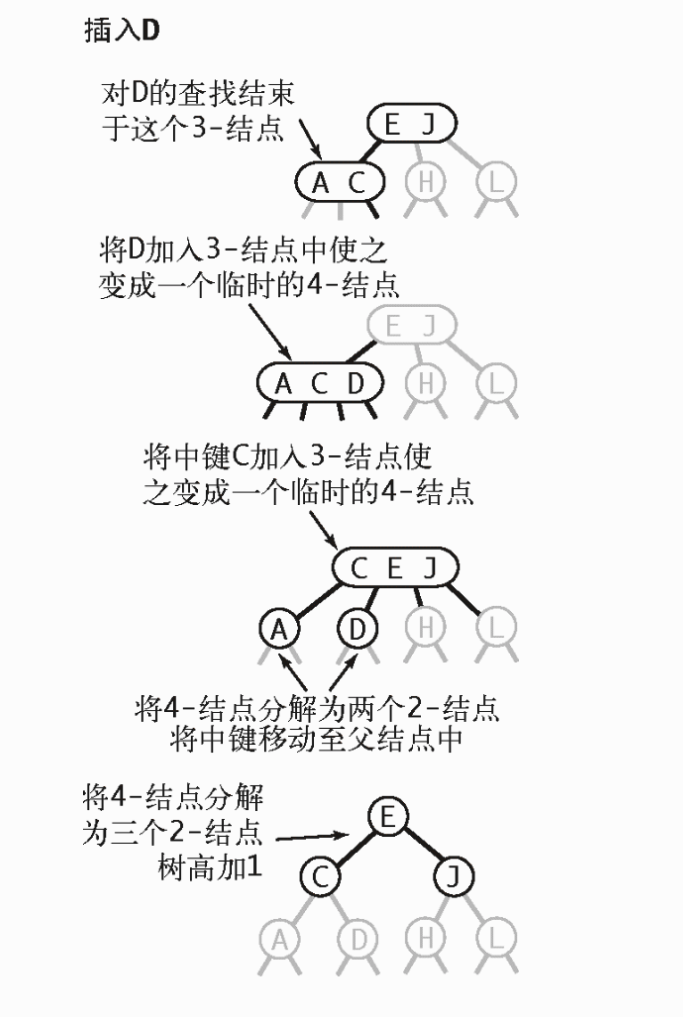 插入D
对D的查找结束
于这个3-结点
E J
A C
H
L
将D加入3-结点中使之
变成一个临时的4-结点
E J
A C D
H
L
将中键C加入3-结点使
之变成一个临时的4-结点
C E J
A
D
H
L
将4-结点分解为两个2-结点
将中键移动至父结点中
将4-结点分解
为三个2-结点
树高加1
E
C
J
A
D
H
L